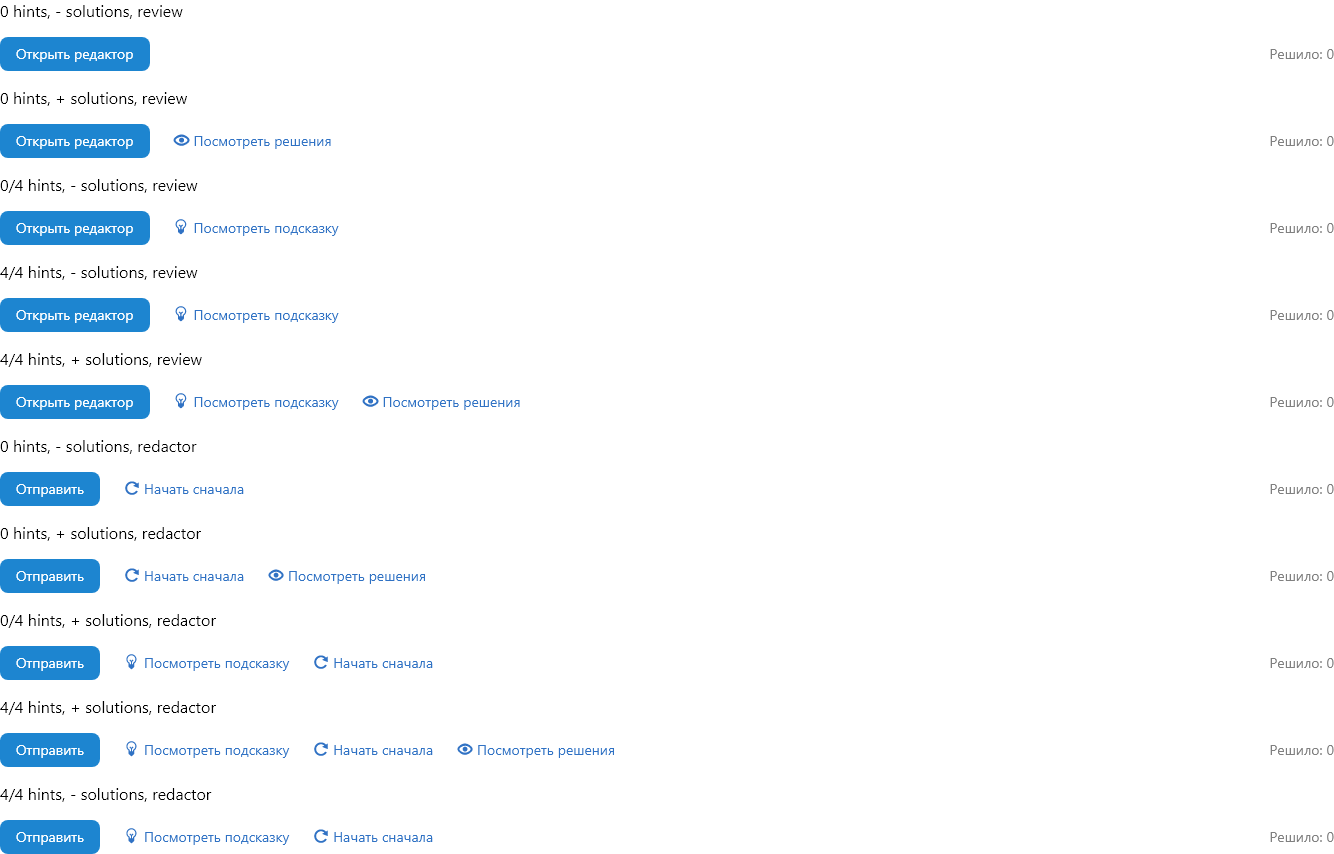 0 hints, - solutions, review
Открыть редактор Решило: 0
0 hints, + solutions, review
Открыть редактор Посмотреть решения Решило: 0
0/4 hints, - solutions, review
Открыть редактор Посмотреть подсказку Решило: 0
4/4 hints, - solutions, review
Открыть редактор Посмотреть подсказку Решило: 0
4/4 hints, + solutions, review
Открыть редактор Посмотреть подсказку Посмотреть решения Решило: 0
0 hints, - solutions, redactor
Отправить Начать сначала Решило: 0
0 hints, + solutions, redactor
Отправить Начать сначала Посмотреть решения Решило: 0
0/4 hints, + solutions, redactor
Отправить Посмотреть подсказку Начать сначала Решило: 0
4/4 hints, + solutions, redactor
Отправить Посмотреть подсказку Начать сначала Посмотреть решения Решило: 0
4/4 hints, - solutions, redactor
Отправить Посмотреть подсказку Начать сначала Решило: 0